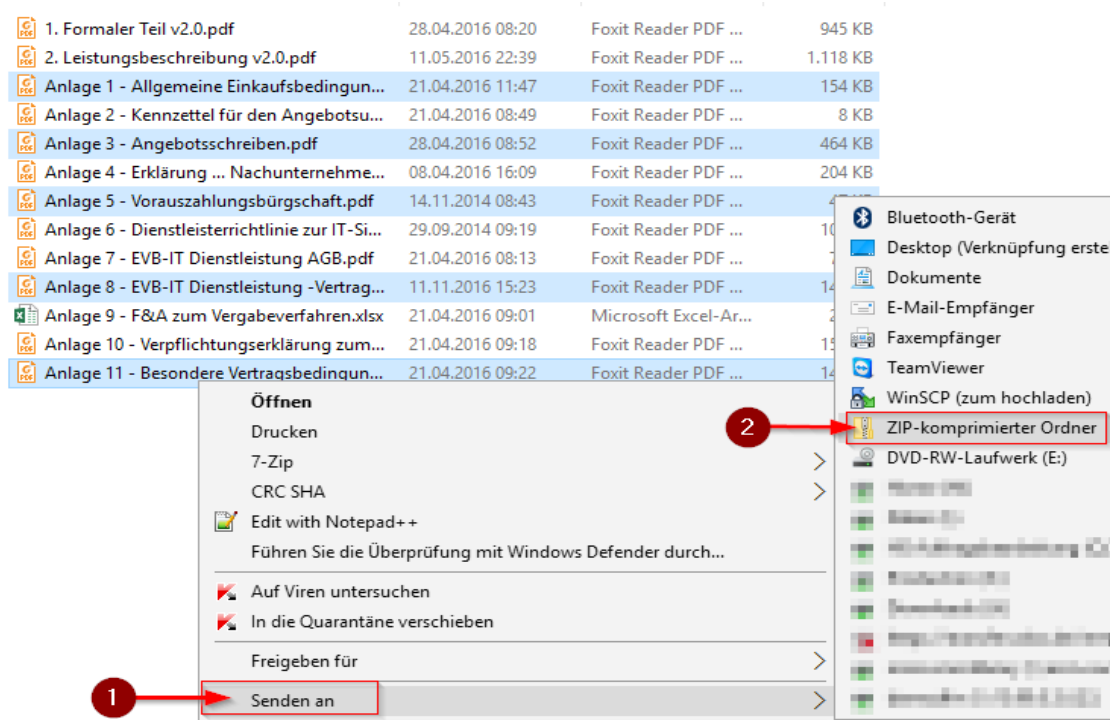 1. Formaler Teil v2.0.pdf 28.04.2016 08:20 Foxit Reader PDF ... 945 KB
2. Leistungsbeschreibung v2.0.pdf 11.05.2016 22:39 Foxit Reader PDF ... 1.118 KB
Anlage 1 - Allgemeine Einkaufsbedingun... 21.04.2016 11:47 Foxit Reader PDF ... 154 KB
Anlage 2 - Kennzettel für den Angebotsu... 21.04.2016 08:49 Foxit Reader PDF ... 8 KB
Anlage 3 - Angebotsschreiben.pdf 28.04.2016 08:52 Foxit Reader PDF ... 464 KB
Anlage 4 - Erklärung ... Nachunternehme... 08.04.2016 16:09 Foxit Reader PDF ... 204 KB
Anlage 5 - Vorauszahlungsbürgschaft.pdf 14.11.2014 08:43 Foxit Reader PDF ...
Anlage 6 - Dienstleisterrichtlinie zur IT-Si... 29.09.2014 09:19 Foxit Reader PDF ...
Anlage 7 - EVB-IT Dienstleistung AGB.pdf 21.04.2016 08:13 Foxit Reader PDF ...
Anlage 8 - EVB-IT Dienstleistung -Vertrag... 11.11.2016 15:23 Foxit Reader PDF ...
Anlage 9 - F&A zum Vergabeverfahren.xlsx 21.04.2016 09:01 Microsoft Excel-Ar...
Anlage 10 - Verpflichtungserklärung zum... 21.04.2016 09:18 Foxit Reader PDF ...
Anlage 11 - Besondere Vertragsbedingun... 21.04.2016 09:22 Foxit Reader PDF ...
Öffnen
Drucken
7-Zip
CRC SHA
Edit with Notepad++
Führen Sie die Überprüfung mit Windows Defender durch...
Auf Viren untersuchen
In die Quarantäne verschieben
Freigeben für
1 Senden an
Bluetooth-Gerät
Desktop (Verknüpfung erste
Dokumente
E-Mail-Empfänger
Faxempfänger
TeamViewer
WinSCP (zum hochladen)
2 ZIP-komprimierter Ordner
DVD-RW-Laufwerk (E:)